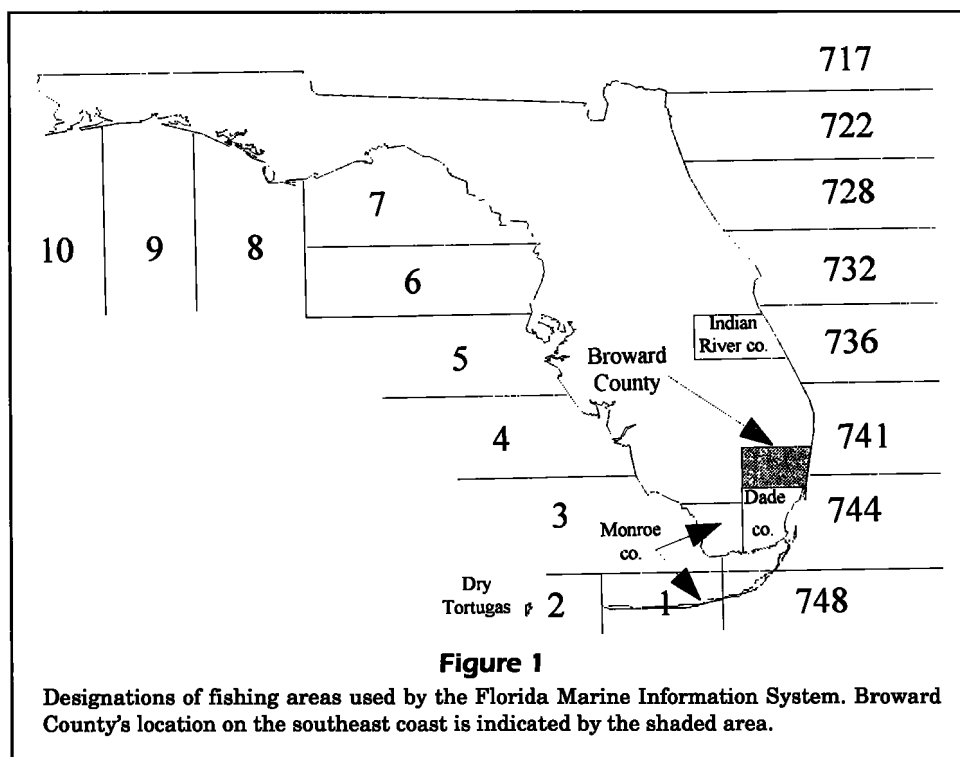 717
722
728
7
10
9
8
732
6
Indian
River co.
736
5
Broward
County
4
741
Dade
co.
744
3
Monroe
co.
Dry
Tortugas
2
1
748
Figure 1
Designations of fishing areas used by the Florida Marine Information System. Broward
County's location on the southeast coast is indicated by the shaded area.